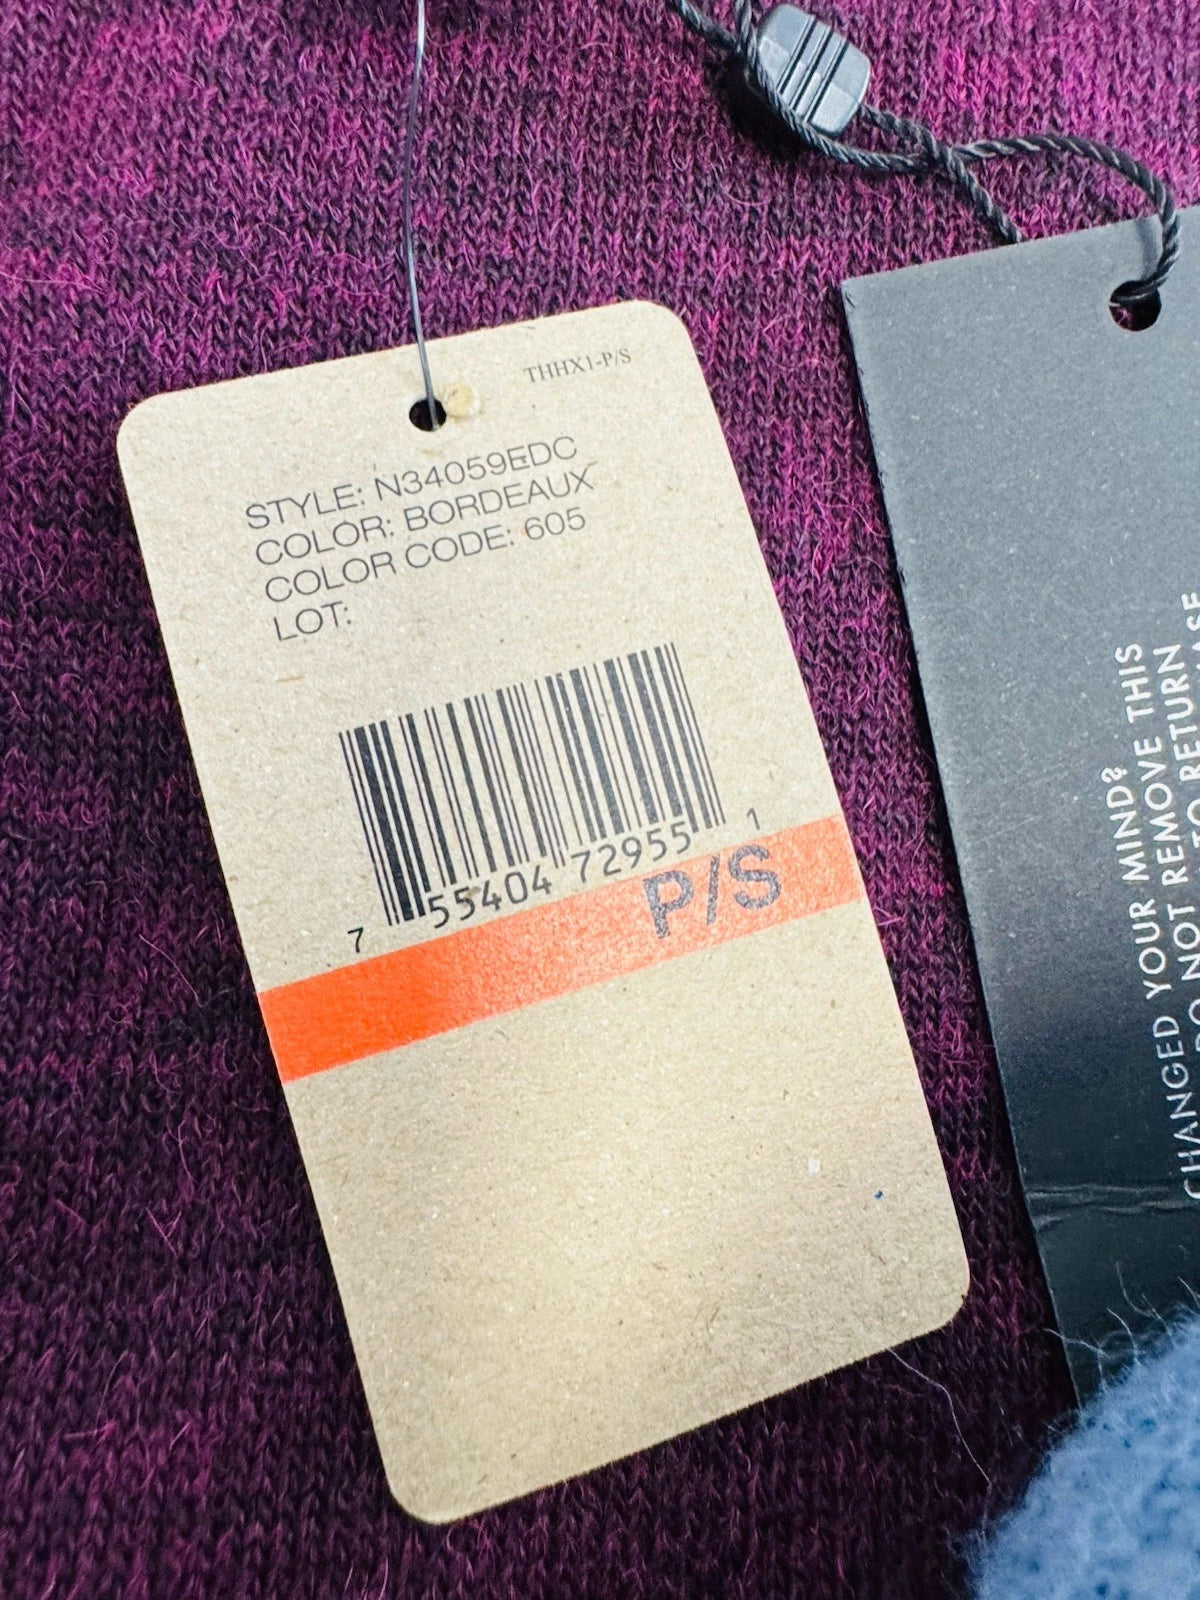 THHX1-P/S
STYLE: N34059EDC
COLOR: BORDEAUX
COLOR CODE: 605
LOT:
7 55404 72955 1
P/S
CHANGED YOUR MIND?
DO NOT REMOVE THIS
TO RETURN